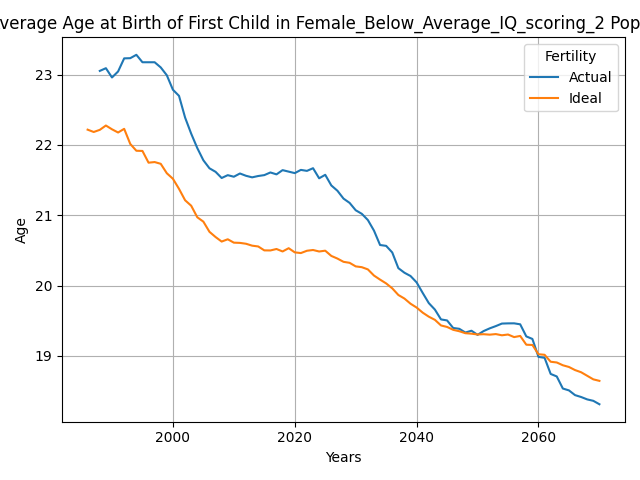 verage Age at Birth of First Child in Female_Below_Average_IQ_scoring_2 Pop
Fertility
Actual
Ideal
23
22
21
20
19
Age
2000
2020
2040
2060
Years